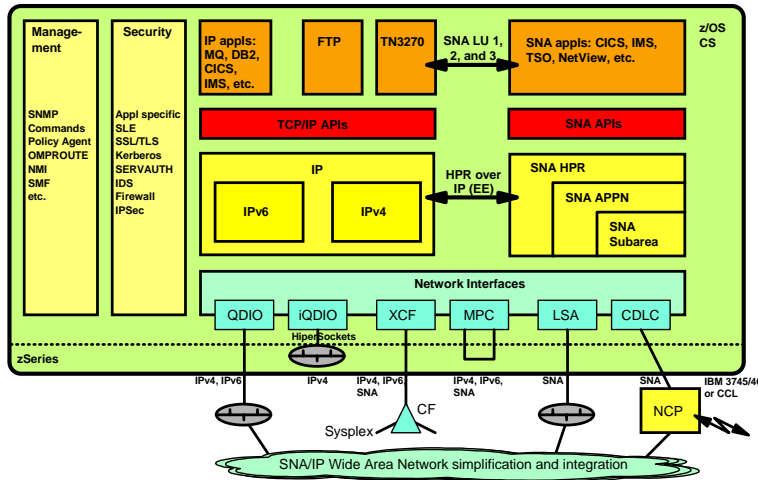 Manage-
ment
SNMP
Commands
Policy Agent
OMPROUTE
NMI
SMF
etc.
Security
Appl specific
SLE
SSL/TLS
Kerberos
SERVAUTH
IDS
Firewall
IPSec
IP appls:
MQ, DB2,
CICS,
IMS, etc.
FTP
TN3270
SNA LU 1,
2, and 3
SNA appls: CICS, IMS,
TSO, NetView, etc.
z/OS
CS
TCP/IP APIs
SNA APIs
IP
IPv6
IPv4
HPR over
IP (EE)
SNA HPR
SNA APPN
SNA
Subarea
Network Interfaces
QDIO
iQDIO
XCF
MPC
LSA
CDLC
HiperSockets
zSeries
IPv4, IPv6
IPv4
IPv4, IPv6,
SNA
IPv4, IPv6,
SNA
SNA
SNA
IBM 3745/46
or CCL
CF
Sysplex
NCP
SNA/IP Wide Area Network simplification and integration